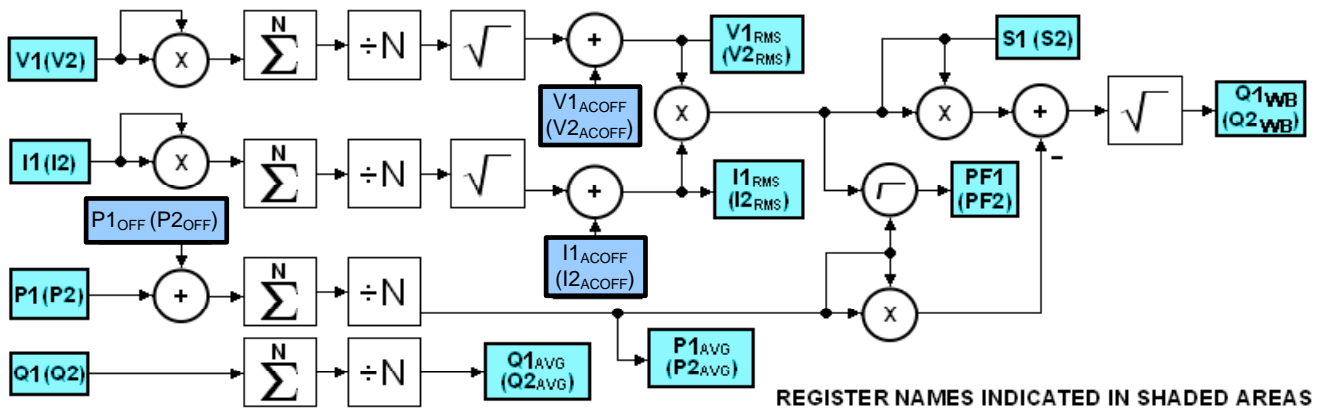 V1(V2)
X
N
∑
÷N
√
+
V1RMS
(V2RMS)
S1 (S2)
V1ACOFF
(V2ACOFF)
X
X
+
-
√
Q1WB
(Q2WB)
I1(I2)
X
N
∑
÷N
√
+
I1RMS
(I2RMS)
PF1
(PF2)
P1OFF (P2OFF)
I1ACOFF
(I2ACOFF)
P1(P2)
+
N
∑
÷N
X
P1AVG
(P2AVG)
Q1(Q2)
N
∑
÷N
Q1AVG
(Q2AVG)
REGISTER NAMES INDICATED IN SHADED AREAS